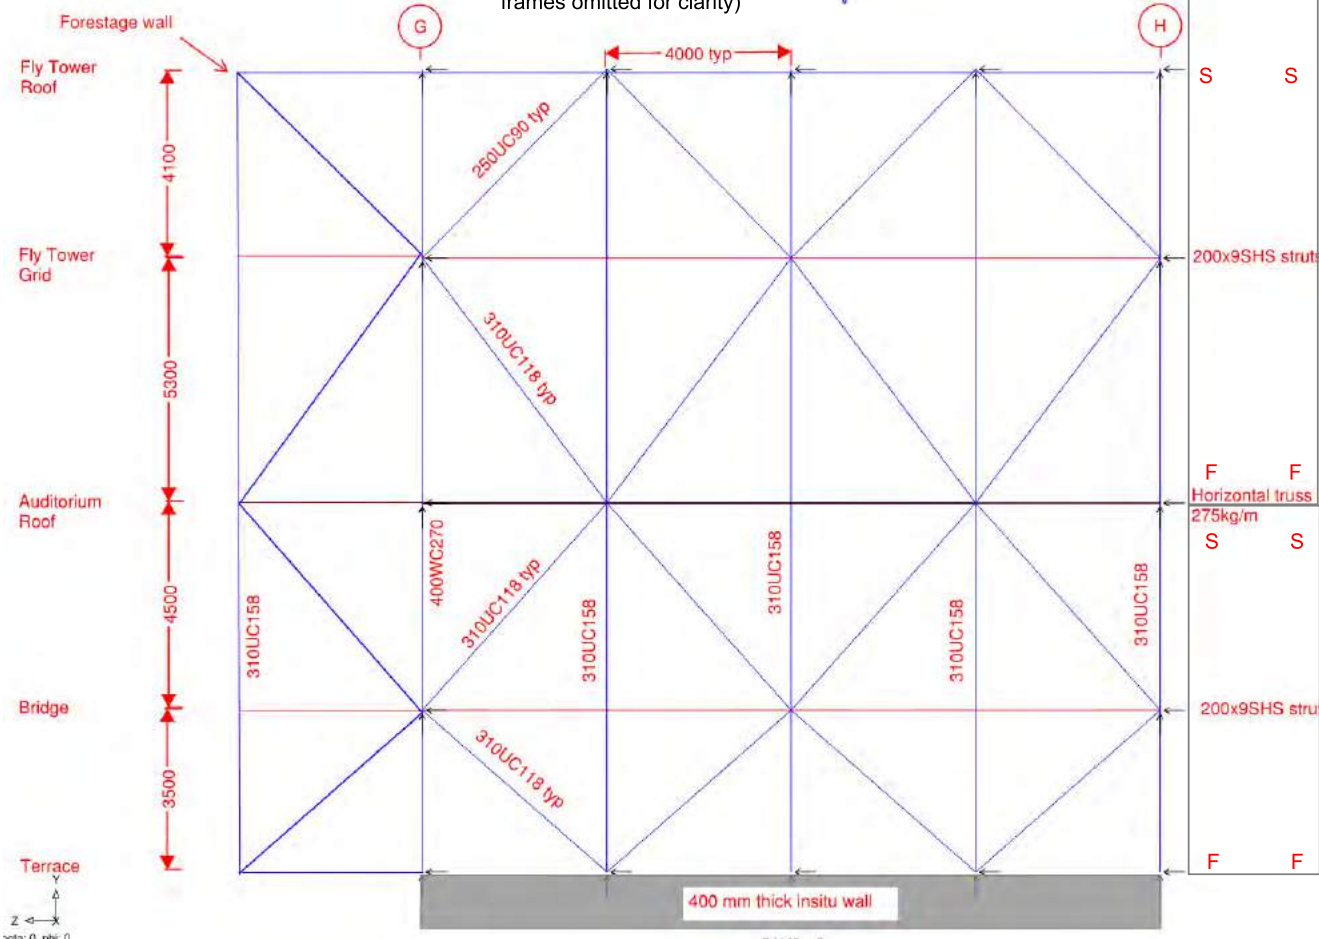 frames omitted for clarity)
Forestage wall
G
H
4000 typ
Fly Tower
Roof
S S
4100
250UC90 typ
Fly Tower
Grid
200x9SHS struts
5300
310UC118 typ
F F
Auditorium
Roof
Horizontal truss
275kg/m
S S
4500
310UC158
400WC270
310UC118 typ
310UC158
310UC158
310UC158
310UC158
Bridge
200x9SHS stru
3500
310UC118 typ
Terrace
F F
Y
Z
X
400 mm thick insitu wall